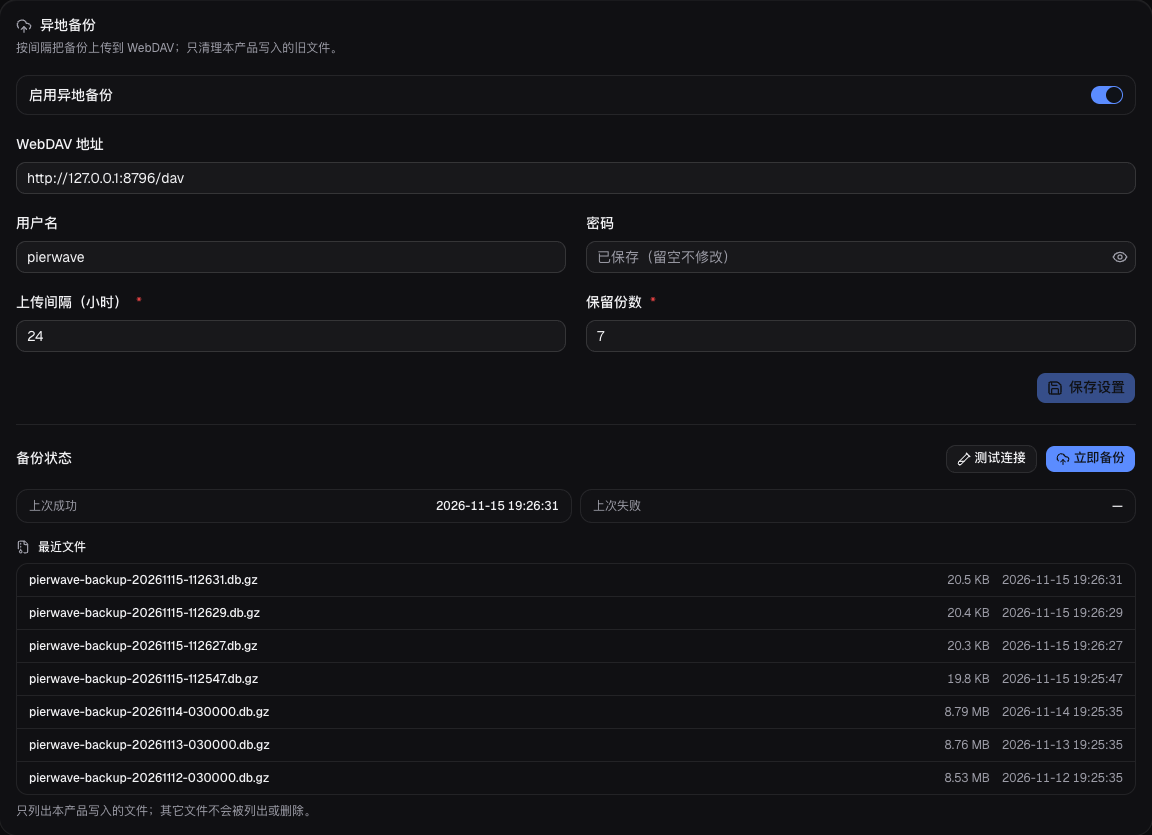 异地备份
按间隔把备份上传到 WebDAV；只清理本产品写入的旧文件。
启用异地备份
WebDAV 地址
http://127.0.0.1:8796/dav
用户名
密码
pierwave
已保存（留空不修改）
上传间隔（小时） *
保留份数 *
24
7
保存设置
备份状态
测试连接
立即备份
上次成功 2026-11-15 19:26:31
上次失败 —
最近文件
pierwave-backup-20261115-112631.db.gz 20.5 KB 2026-11-15 19:26:31
pierwave-backup-20261115-112629.db.gz 20.4 KB 2026-11-15 19:26:29
pierwave-backup-20261115-112627.db.gz 20.3 KB 2026-11-15 19:26:27
pierwave-backup-20261115-112547.db.gz 19.8 KB 2026-11-15 19:25:47
pierwave-backup-20261114-030000.db.gz 8.79 MB 2026-11-14 19:25:35
pierwave-backup-20261113-030000.db.gz 8.76 MB 2026-11-13 19:25:35
pierwave-backup-20261112-030000.db.gz 8.53 MB 2026-11-12 19:25:35
只列出本产品写入的文件；其它文件不会被列出或删除。